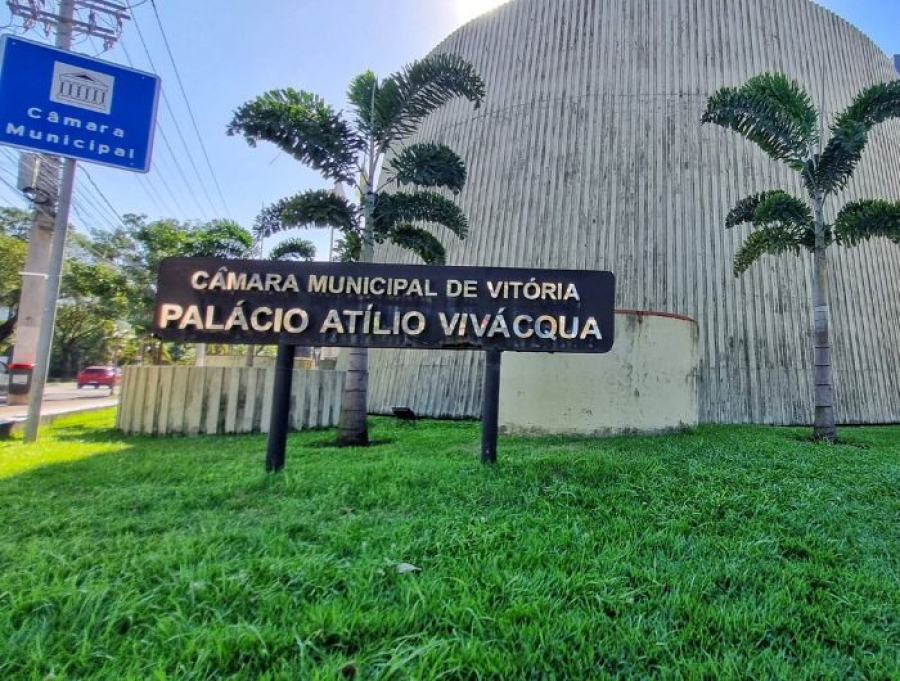 Câmara
Municipal
CÂMARA MUNICIPAL DE VITÓRIA
PALÁCIO ATÍLIO VIVÁCQUA